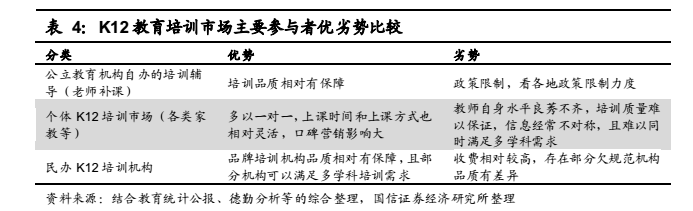 表 4：K12 教育培训市场主要参与者优劣势比较
分类 优势 劣势
公立教育机构自办的培训辅
导（老师补课）
培训品质相对有保障
政策限制，看各地政策限制力度
个体 K12 培训市场（各类家
教等）
多以一对一，上课时间和上课方式也
相对灵活，口碑营销影响大
教师自身水平良莠不齐，培训质量难
以保证，信息经常不对称，且难以同
时满足多学科需求
民办 K12 培训机构
品牌培训机构品质相对有保障，且部
分机构可以满足多学科培训需求
收费相对较高，存在部分欠规范机构
品质有差异
资料来源：结合教育统计公报、德勤分析等的综合整理，国信证券经济研究所整理